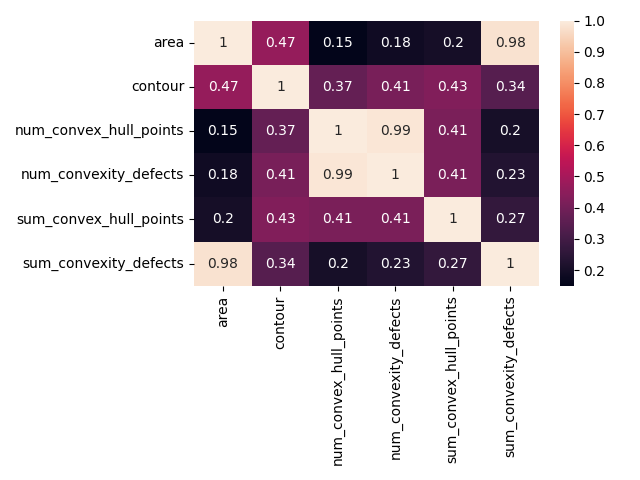 area 1 0.47 0.15 0.18 0.2 0.98
contour 0.47 1 0.37 0.41 0.43 0.34
num_convex_hull_points 0.15 0.37 1 0.99 0.41 0.2
num_convexity_defects 0.18 0.41 0.99 1 0.41 0.23
sum_convex_hull_points 0.2 0.43 0.41 0.41 1 0.27
sum_convexity_defects 0.98 0.34 0.2 0.23 0.27 1
area
contour
num_convex_hull_points
num_convexity_defects
sum_convex_hull_points
sum_convexity_defects
1.0
0.9
0.8
0.7
0.6
0.5
0.4
0.3
0.2